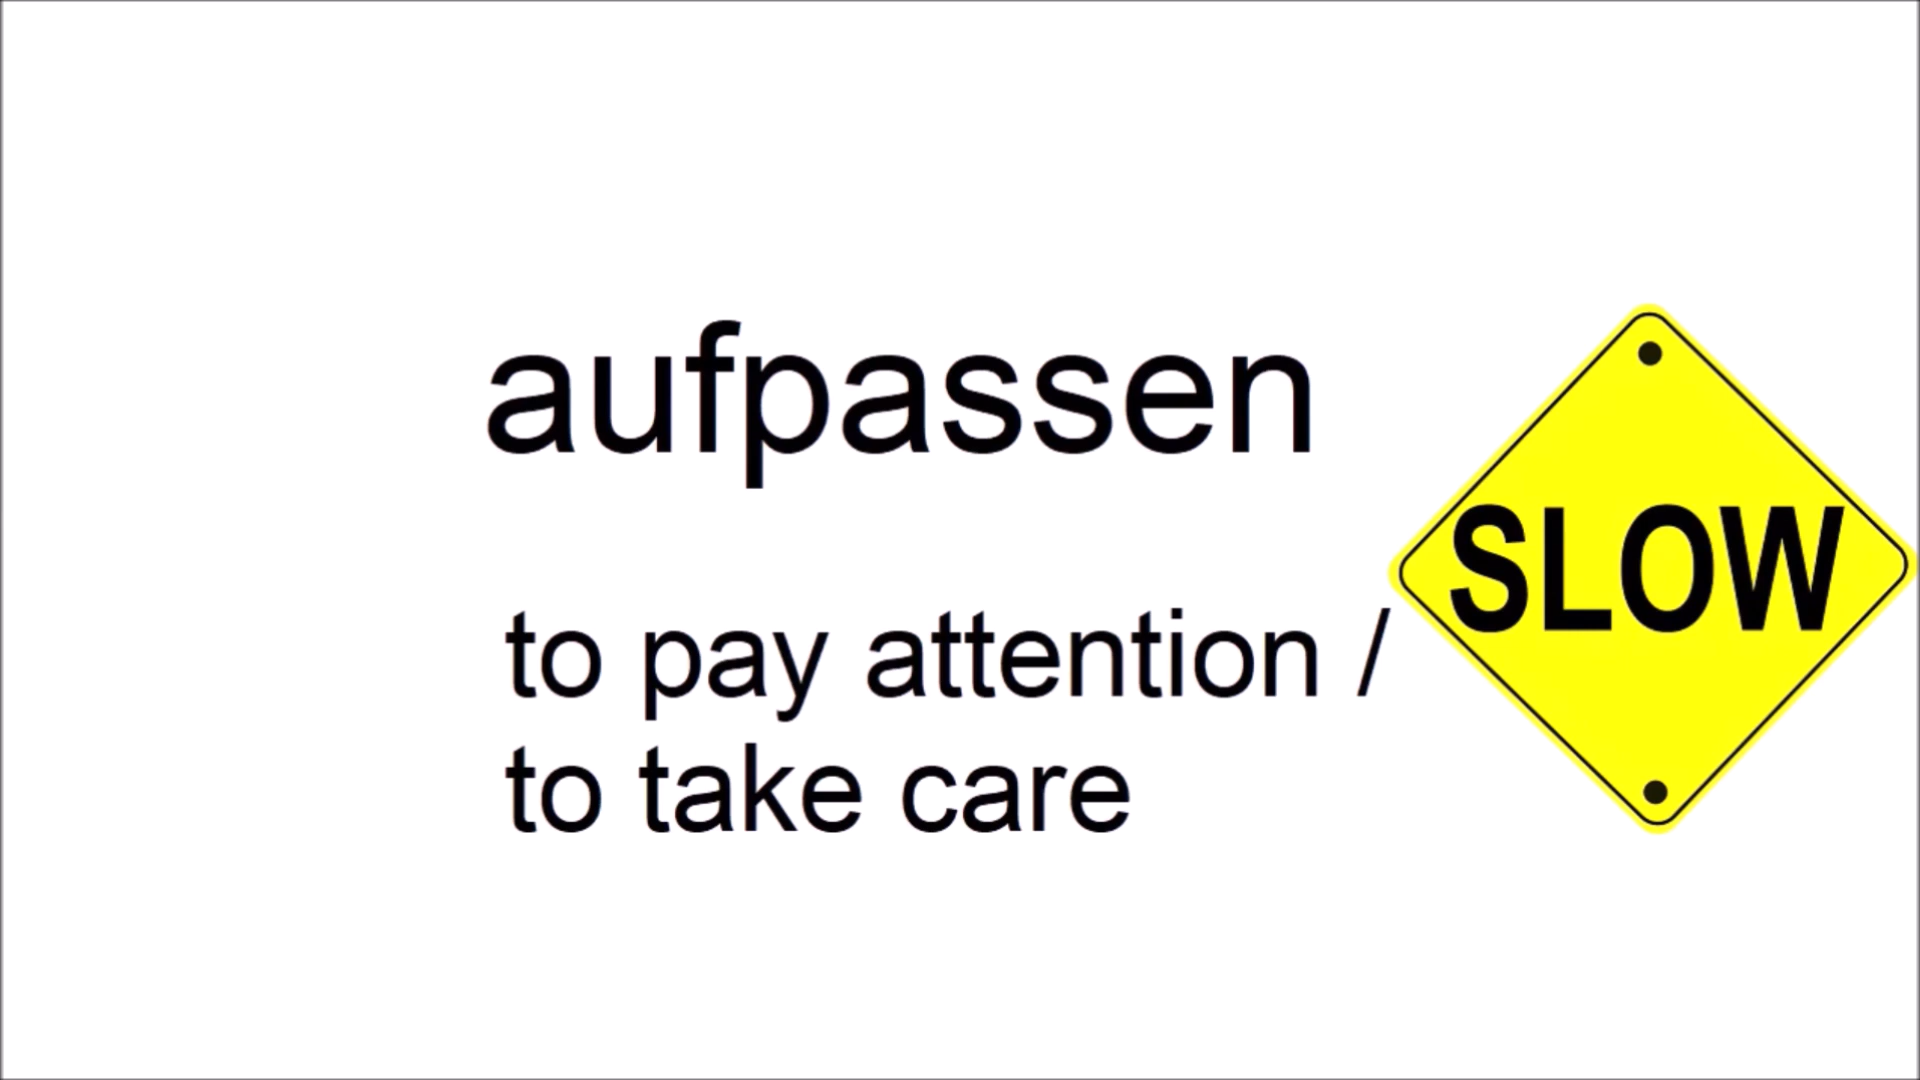 aufpassen
to pay attention /
to take care
SLOW